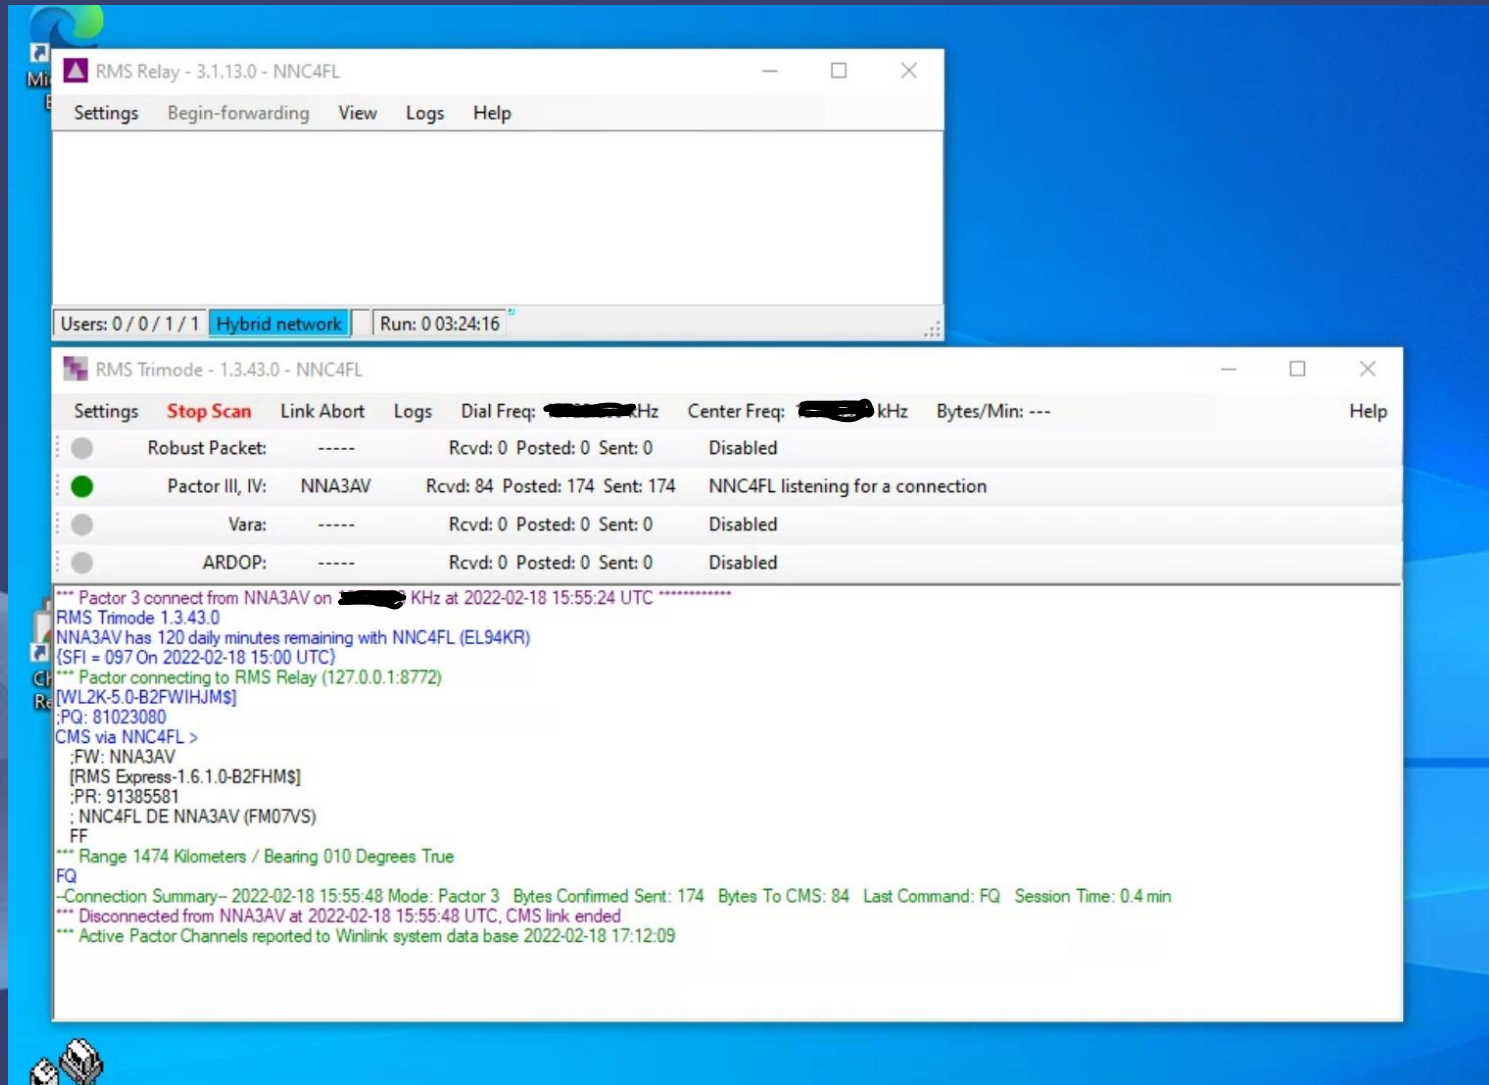 Mi
RMS Relay - 3.1.13.0 - NNC4FL
Settings Begin-forwarding View Logs Help
Users: 0 / 0 / 1 / 1 Hybrid network Run: 0 03:24:16
RMS Trimode - 1.3.43.0 - NNC4FL
Settings Stop Scan Link Abort Logs Dial Freq: kHz Center Freq: kHz Bytes/Min: --- Help
Robust Packet: ----- Rcvd: 0 Posted: 0 Sent: 0 Disabled
Pactor III, IV: NNA3AV Rcvd: 84 Posted: 174 Sent: 174 NNC4FL listening for a connection
Vara: ----- Rcvd: 0 Posted: 0 Sent: 0 Disabled
ARDOP: ----- Rcvd: 0 Posted: 0 Sent: 0 Disabled
*** Pactor 3 connect from NNA3AV on KHz at 2022-02-18 15:55:24 UTC ************
RMS Trimode 1.3.43.0
NNA3AV has 120 daily minutes remaining with NNC4FL (EL94KR)
{SFI = 097 On 2022-02-18 15:00 UTC}
*** Pactor connecting to RMS Relay (127.0.0.1:8772)
[WL2K-5.0-B2FWIHJM$]
;PQ: 81023080
CMS via NNC4FL >
;FW: NNA3AV
[RMS Express-1.6.1.0-B2FHM$]
;PR: 91385581
; NNC4FL DE NNA3AV (FM07VS)
FF
*** Range 1474 Kilometers / Bearing 010 Degrees True
FQ
--Connection Summary-- 2022-02-18 15:55:48 Mode: Pactor 3 Bytes Confirmed Sent: 174 Bytes To CMS: 84 Last Command: FQ Session Time: 0.4 min
*** Disconnected from NNA3AV at 2022-02-18 15:55:48 UTC, CMS link ended
*** Active Pactor Channels reported to Winlink system data base 2022-02-18 17:12:09